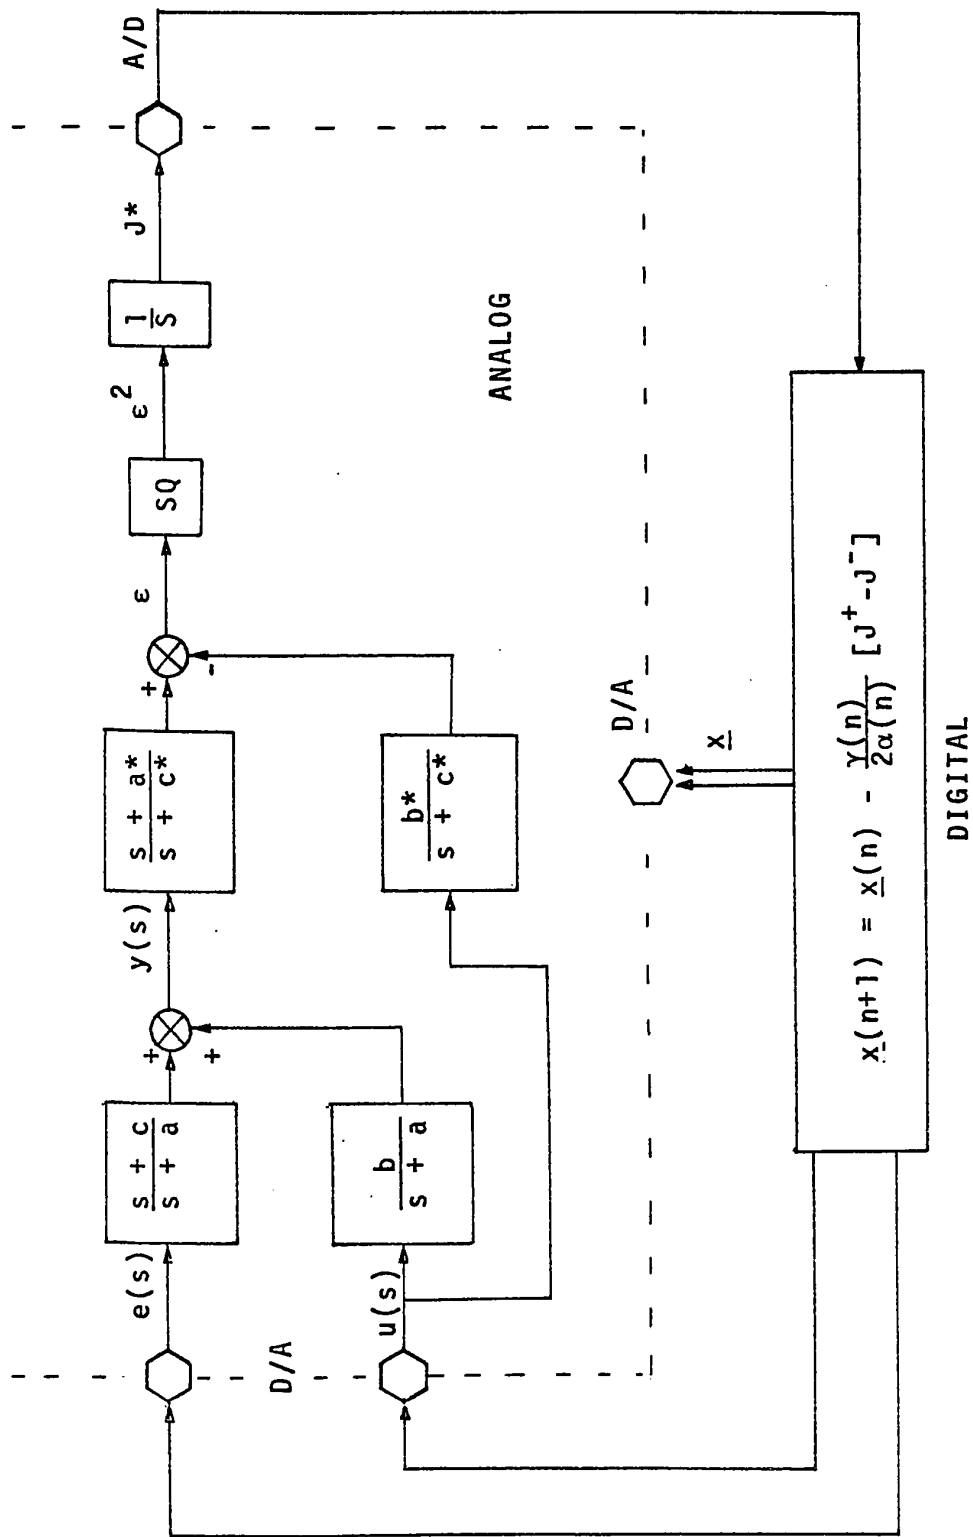 D/A
e(s)
s + c
s + a
+
+
y(s)
s + a*
s + c*
+
-
ε
SQ
ε²
1
S
J*
A/D
u(s)
b
s + a
b*
s + c*
ANALOG
D/A
x
x(n+1) = x(n) - γ(n)/2α(n) [J⁺-J⁻]
DIGITAL